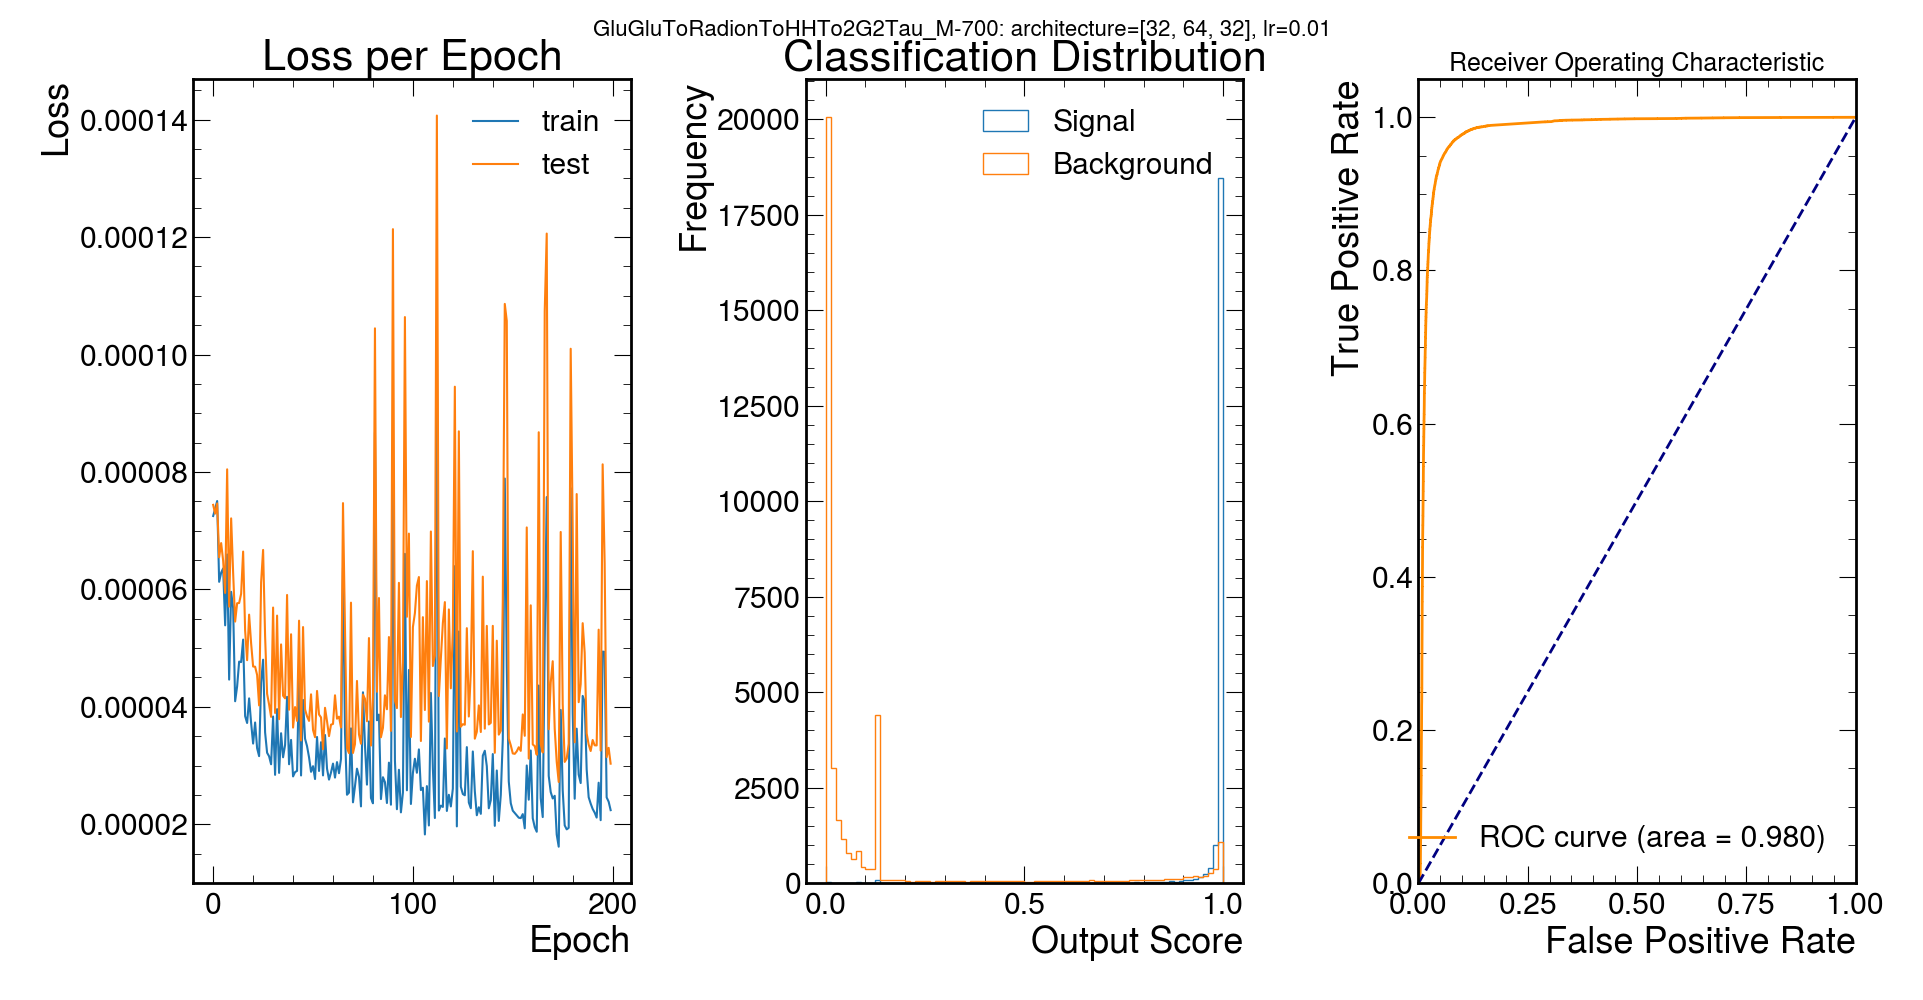 GluGluToRadionToHHTo2G2Tau_M-700: architecture=[32, 64, 32], lr=0.01
Loss per Epoch
Loss
0.00014
0.00012
0.00010
0.00008
0.00006
0.00004
0.00002
train
test
0 100 200
Epoch
Classification Distribution
Frequency
20000
17500
15000
12500
10000
7500
5000
2500
0
Signal
Background
0.0 0.5 1.0
Output Score
Receiver Operating Characteristic
True Positive Rate
1.0
0.8
0.6
0.4
0.2
0.0
ROC curve (area = 0.980)
0.00 0.25 0.50 0.75 1.00
False Positive Rate